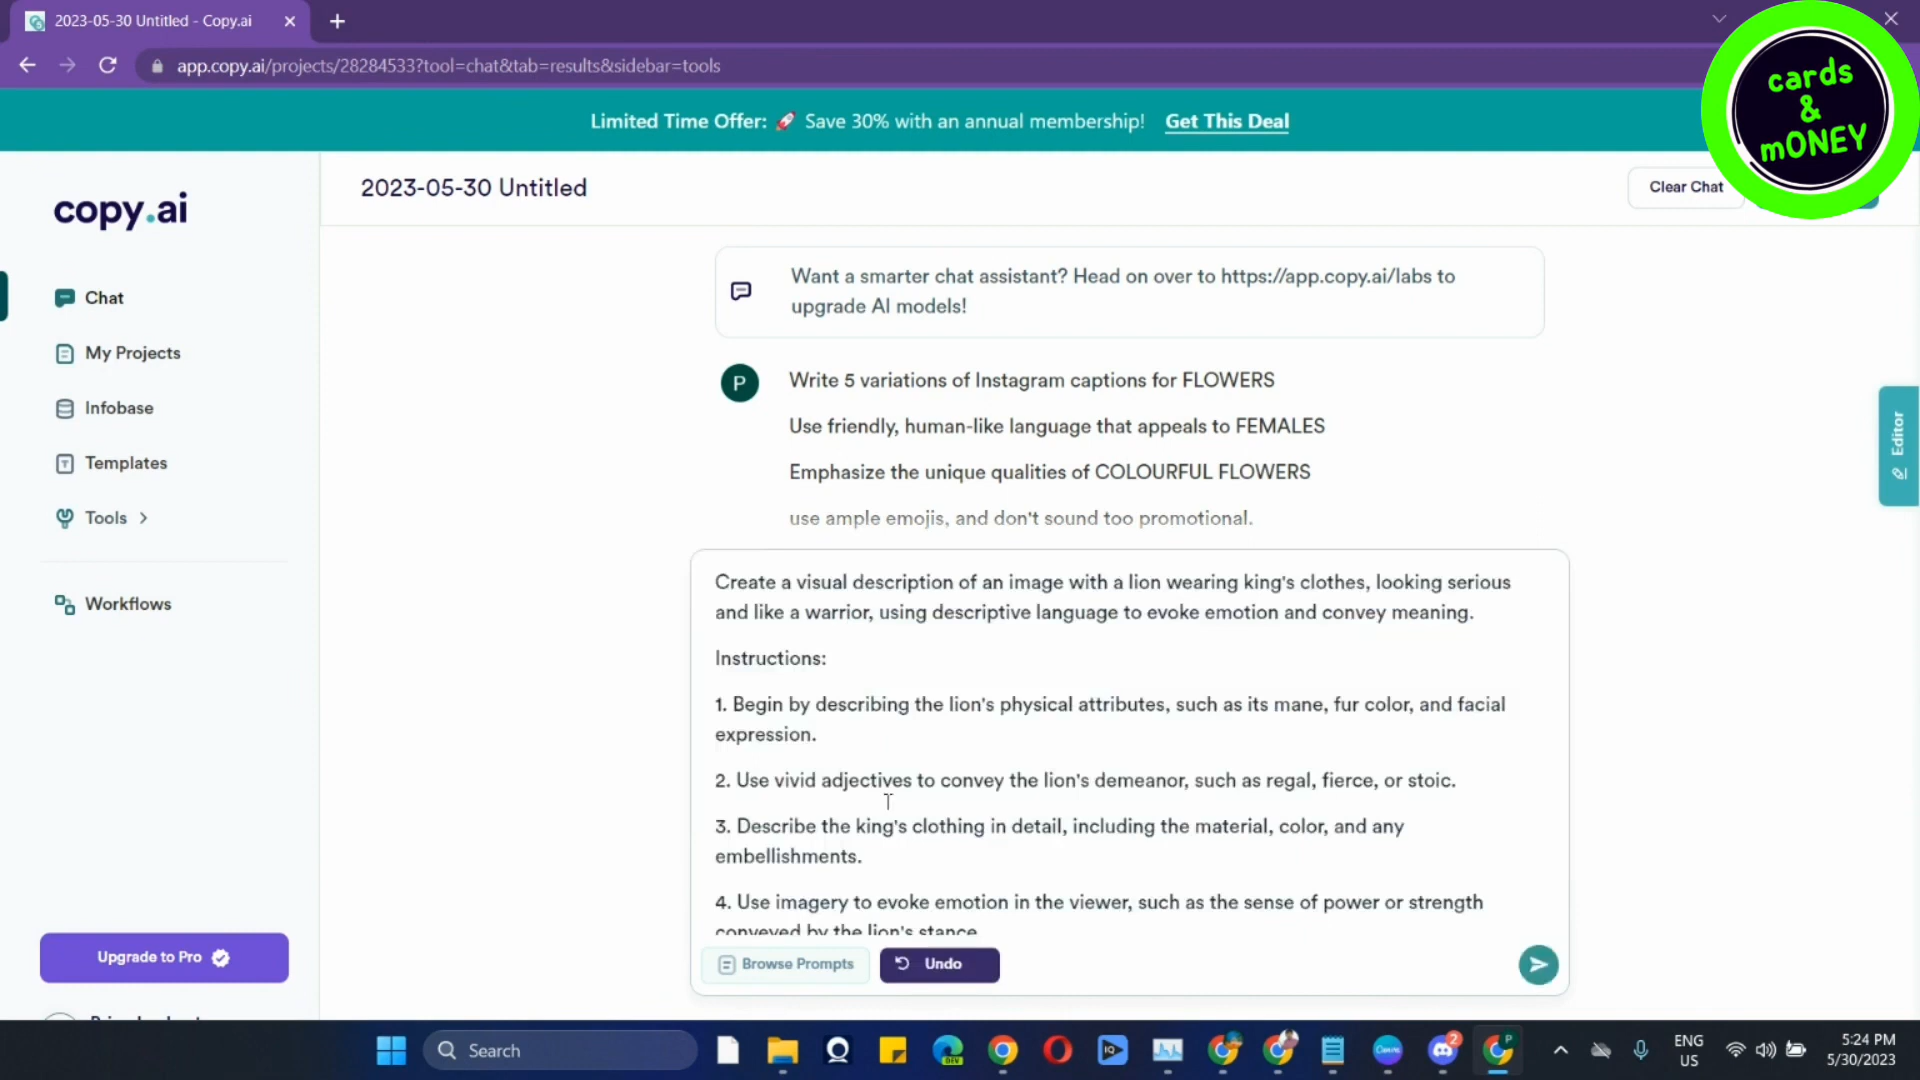 2023-05-30 Untitled - Copy.ai
app.copy.ai/projects/28284533?tool=chat&tab=results&sidebar=tools
cards
&
mONEY
Limited Time Offer: 🚀 Save 30% with an annual membership! Get This Deal
copy.ai
2023-05-30 Untitled
Clear Chat
Chat
My Projects
Infobase
Templates
Tools
Workflows
Upgrade to Pro
Want a smarter chat assistant? Head on over to https://app.copy.ai/labs to
upgrade AI models!
P
Write 5 variations of Instagram captions for FLOWERS
Use friendly, human-like language that appeals to FEMALES
Emphasize the unique qualities of COLOURFUL FLOWERS
use ample emojis, and don't sound too promotional.
Editor
Create a visual description of an image with a lion wearing king's clothes, looking serious
and like a warrior, using descriptive language to evoke emotion and convey meaning.
Instructions:
1. Begin by describing the lion's physical attributes, such as its mane, fur color, and facial
expression.
2. Use vivid adjectives to convey the lion's demeanor, such as regal, fierce, or stoic.
3. Describe the king's clothing in detail, including the material, color, and any
embellishments.
4. Use imagery to evoke emotion in the viewer, such as the sense of power or strength
conveyed by the lion's stance
Browse Prompts
Undo
Search
DEV
IQ
Canva
2
P
ENG
US
5:24 PM
5/30/2023